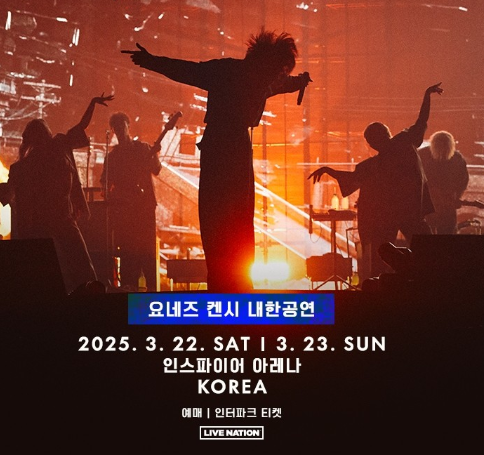 요네즈 켄시 내한공연
2025. 3. 22. SAT | 3. 23. SUN
인스파이어 아레나
KOREA
예매 | 인터파크 티켓
LIVE NATION